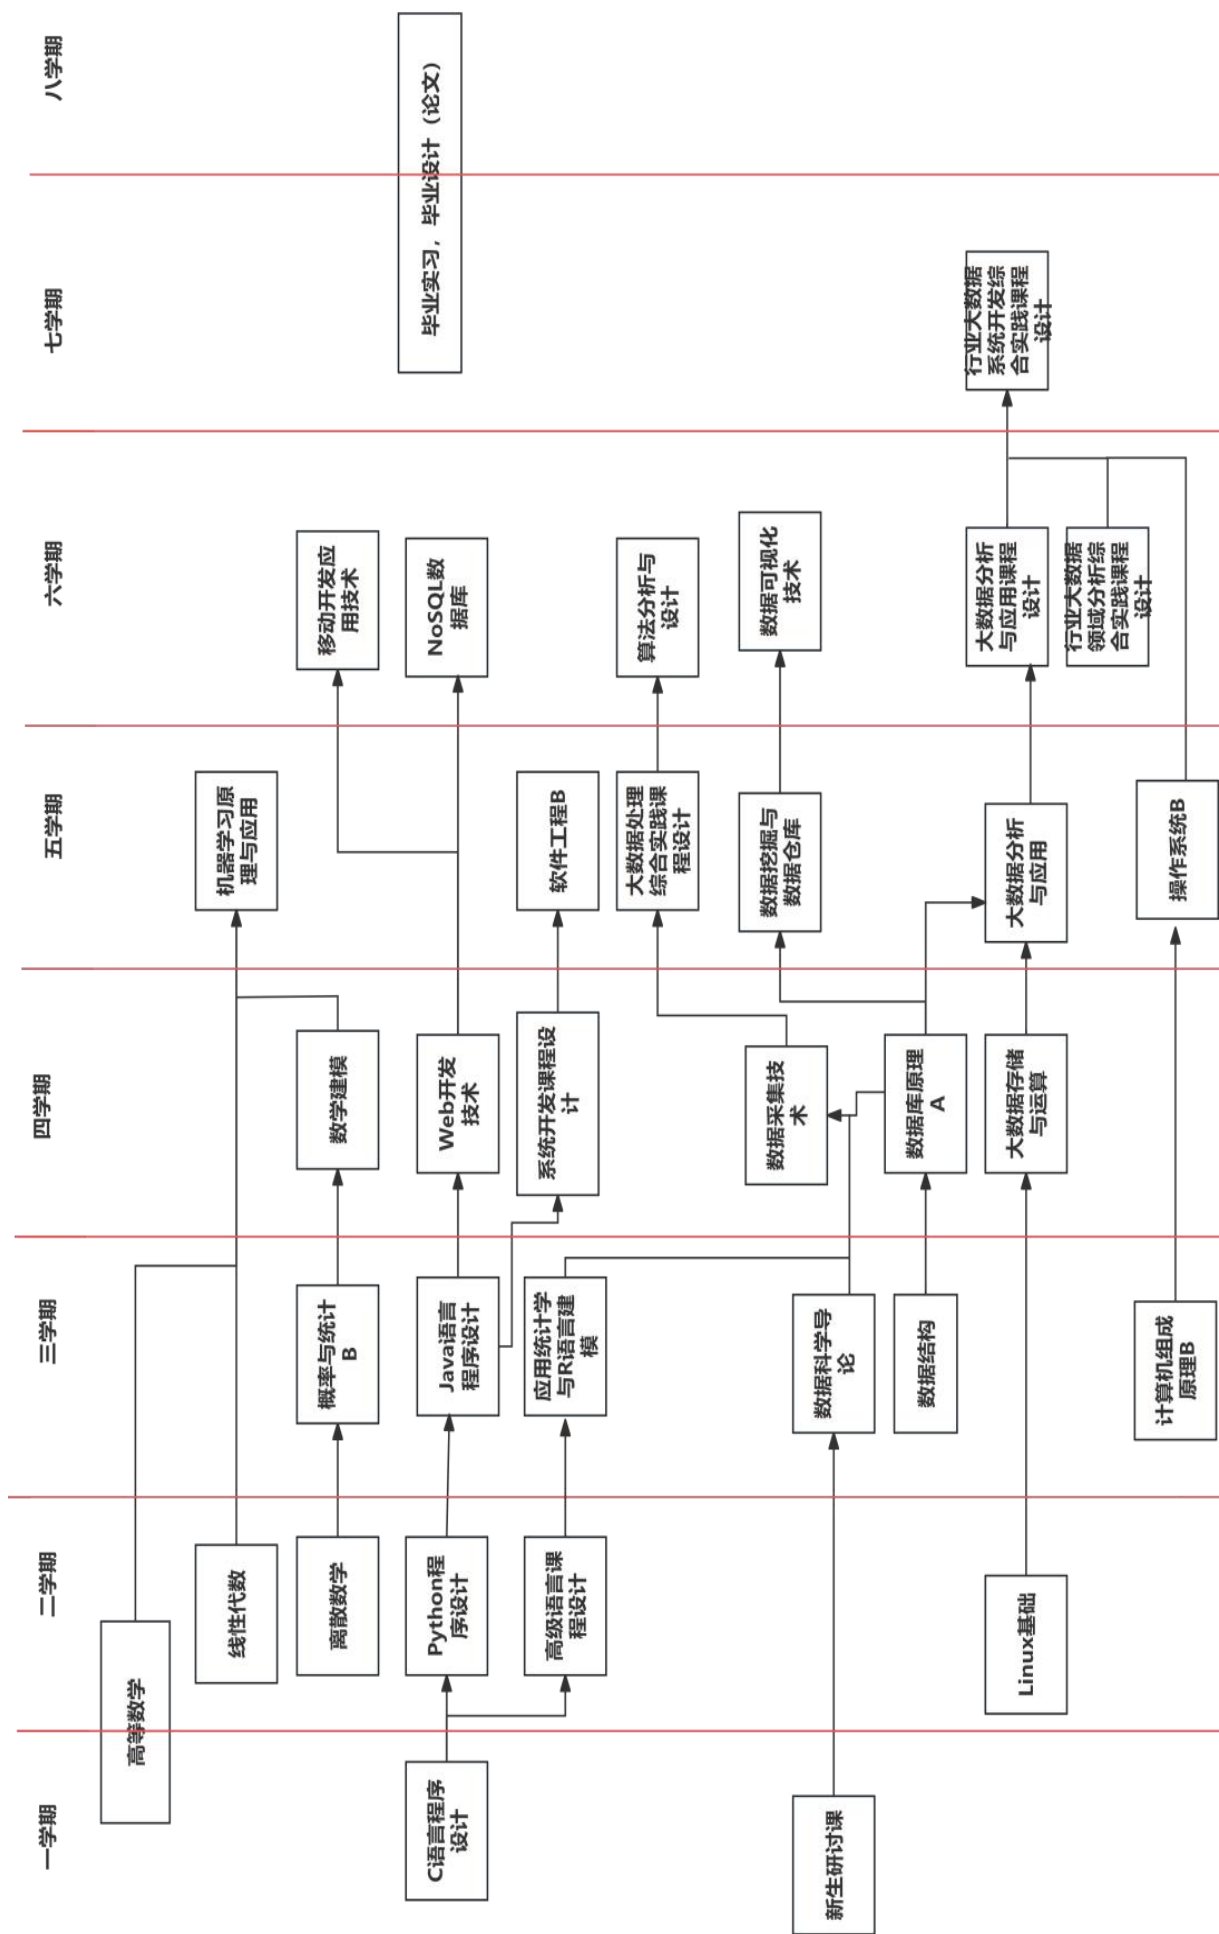 一学期
二学期
三学期
四学期
五学期
六学期
七学期
八学期
高等数学
线性代数
机器学习原
理与应用
离散数学
概率与统计
B
数学建模
移动开发应
用技术
C语言程序
设计
Python程
序设计
Java语言
程序设计
Web开发
技术
NoSQL数
据库
毕业实习，毕业设计（论文）
高级语言课
程设计
应用统计学
与R语言建
模
系统开发课程设
计
软件工程B
大数据处理
综合实践课
程设计
算法分析与
设计
新生研讨课
数据科学导
论
数据采集技
术
数据挖掘与
数据仓库
数据可视化
技术
数据结构
数据库原理
A
Linux基础
大数据存储
与运算
大数据分析
与应用
大数据分析
与应用课程
设计
行业大数据
系统开发综
合实践课程
设计
行业大数据
领域分析综
合实践课程
设计
计算机组成
原理B
操作系统B